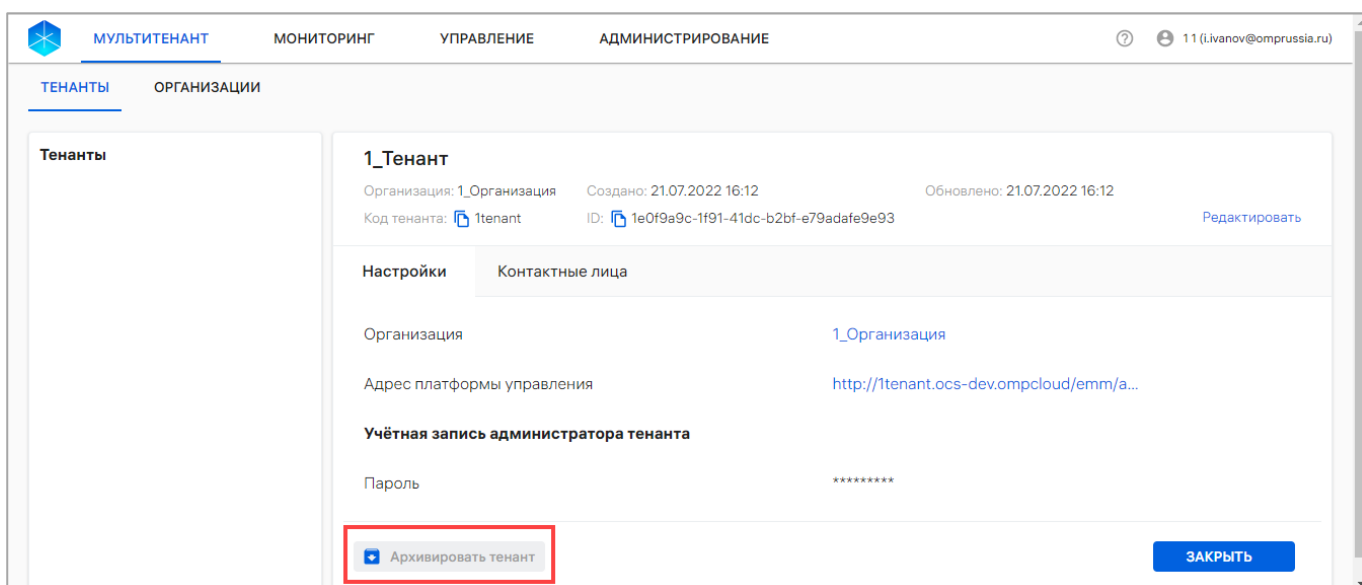 МУЛЬТИТЕНАНТ МОНИТОРИНГ УПРАВЛЕНИЕ АДМИНИСТРИРОВАНИЕ ? 11 (i.ivanov@omprussia.ru)
ТЕНАНТЫ ОРГАНИЗАЦИИ
Тенанты
1_Тенант
Организация: 1_Организация Создано: 21.07.2022 16:12 Обновлено: 21.07.2022 16:12
Код тенанта: 1tenant ID: 1e0f9a9c-1f91-41dc-b2bf-e79adafe9e93 Редактировать
Настройки Контактные лица
Организация 1_Организация
Адрес платформы управления http://1tenant.ocs-dev.ompcloud/emm/a...
Учётная запись администратора тенанта
Пароль *********
Архивировать тенант ЗАКРЫТЬ